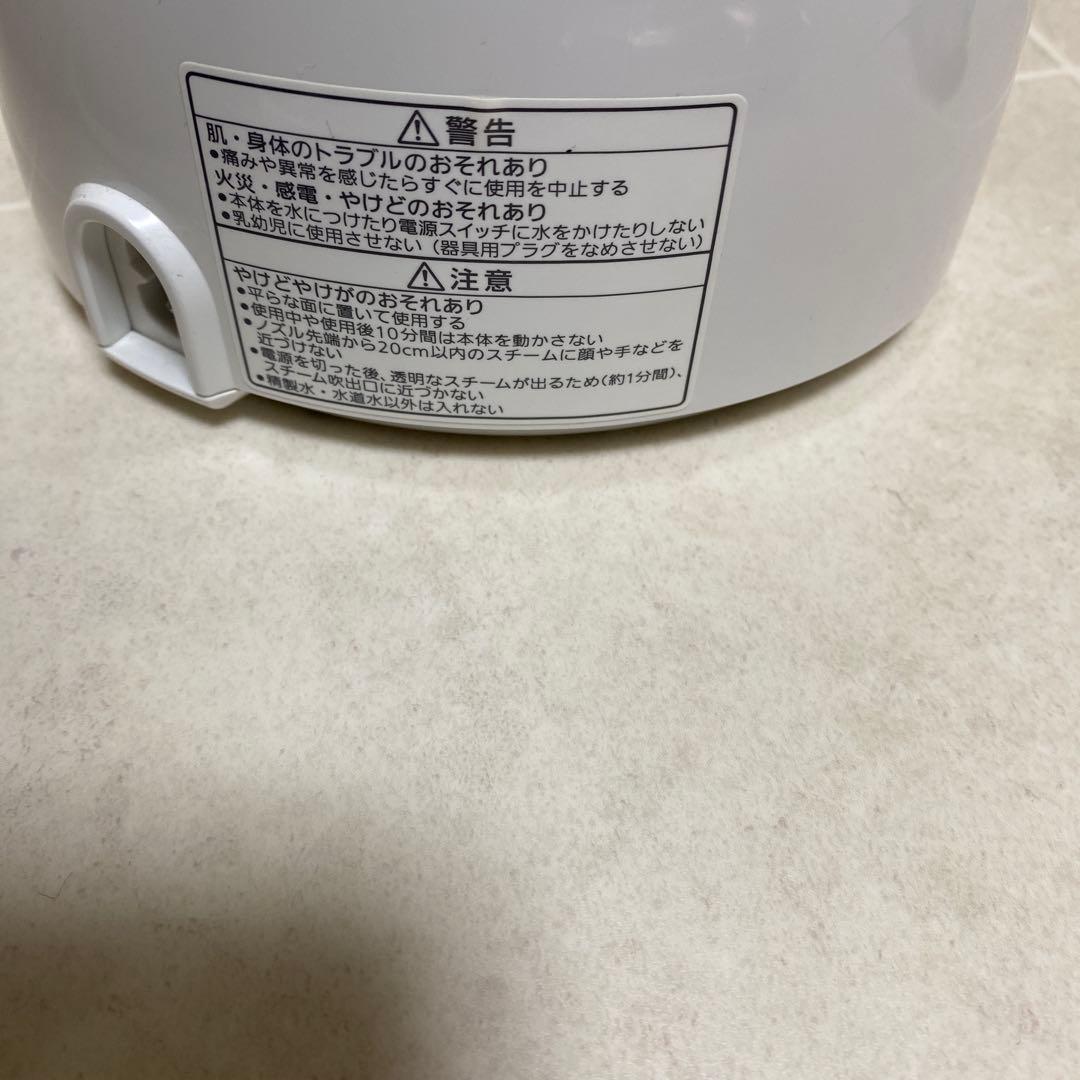 ⚠警告
肌・身体のトラブルのおそれあり
●痛みや異常を感じたらすぐに使用を中止する
火災・感電・やけどのおそれあり
●本体を水につけたり電源スイッチに水をかけたりしない
●乳幼児に使用させない（器具用プラグをなめさせない）
⚠注意
やけどやけがのおそれあり
●平らな面に置いて使用する
●使用中や使用後10分間は本体を動かさない
●ノズル先端から20cm以内のスチームに顔や手などを
近づけない
●電源を切った後、透明なスチームが出るため（約1分間）、
スチーム吹出口に近づかない
●精製水・水道水以外は入れない